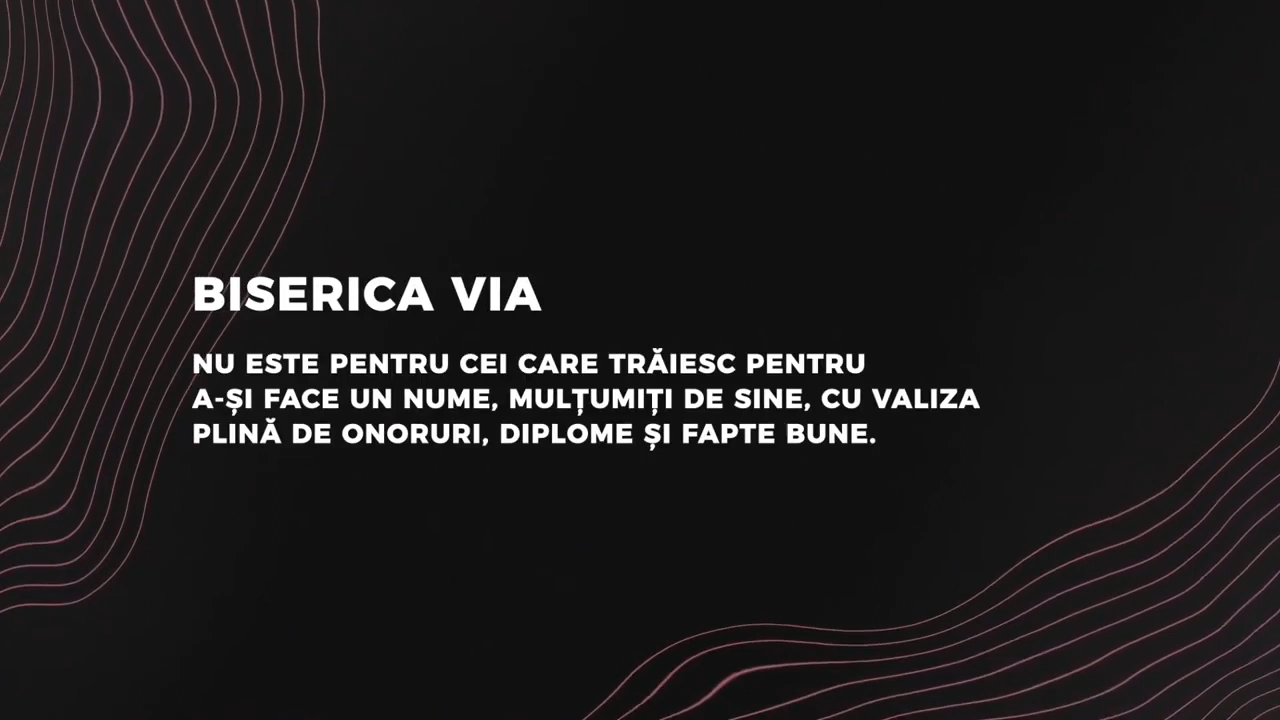 BISERICA VIA
NU ESTE PENTRU CEI CARE TRĂIESC PENTRU
A-ȘI FACE UN NUME, MULȚUMIȚI DE SINE, CU VALIZA
PLINĂ DE ONORURI, DIPLOME ȘI FAPTE BUNE.